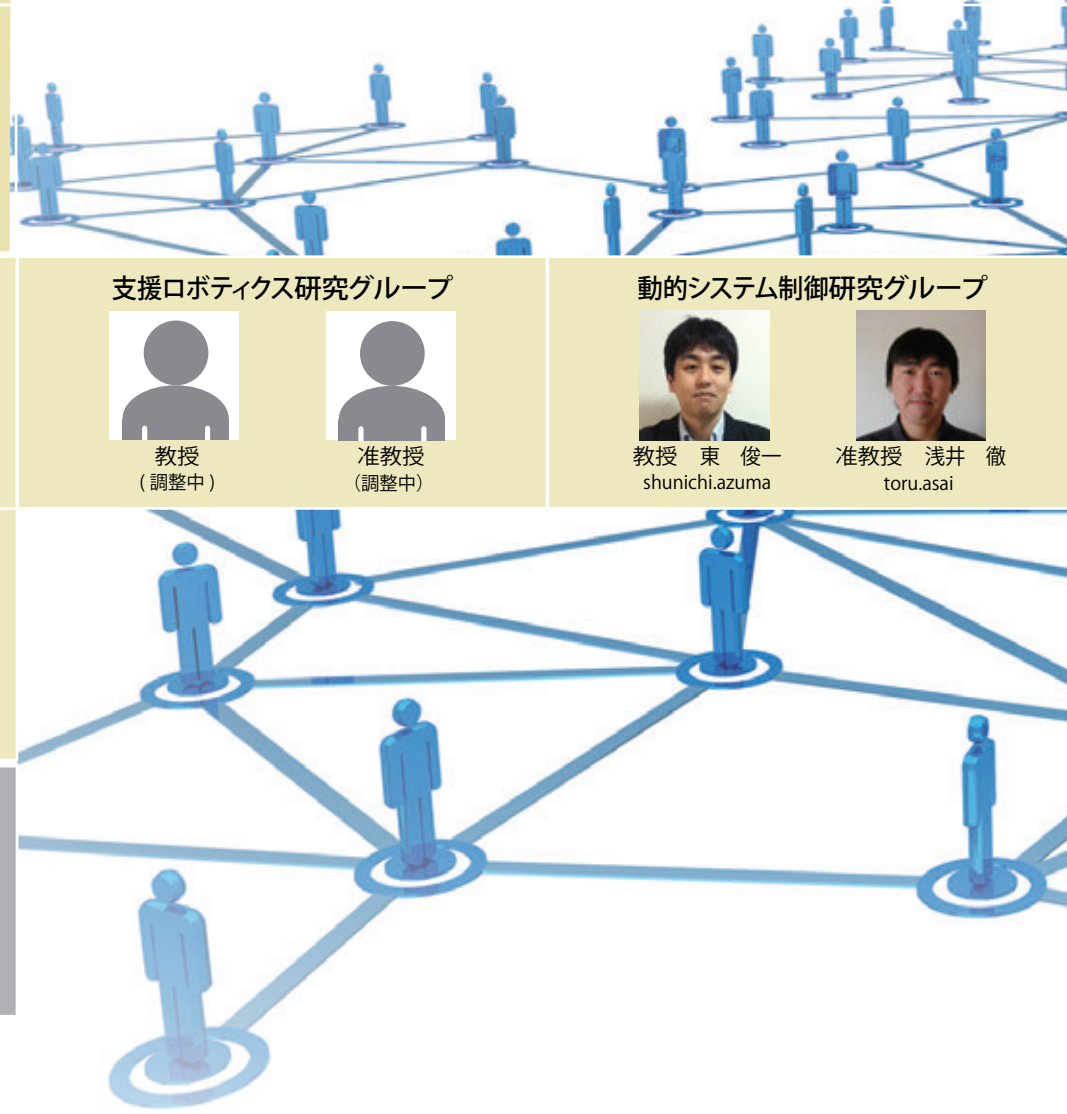 支援ロボティクス研究グループ
教授
( 調整中 )
准教授
（調整中）
動的システム制御研究グループ
教授　東　俊一
shunichi.azuma
准教授　浅井　徹
toru.asai